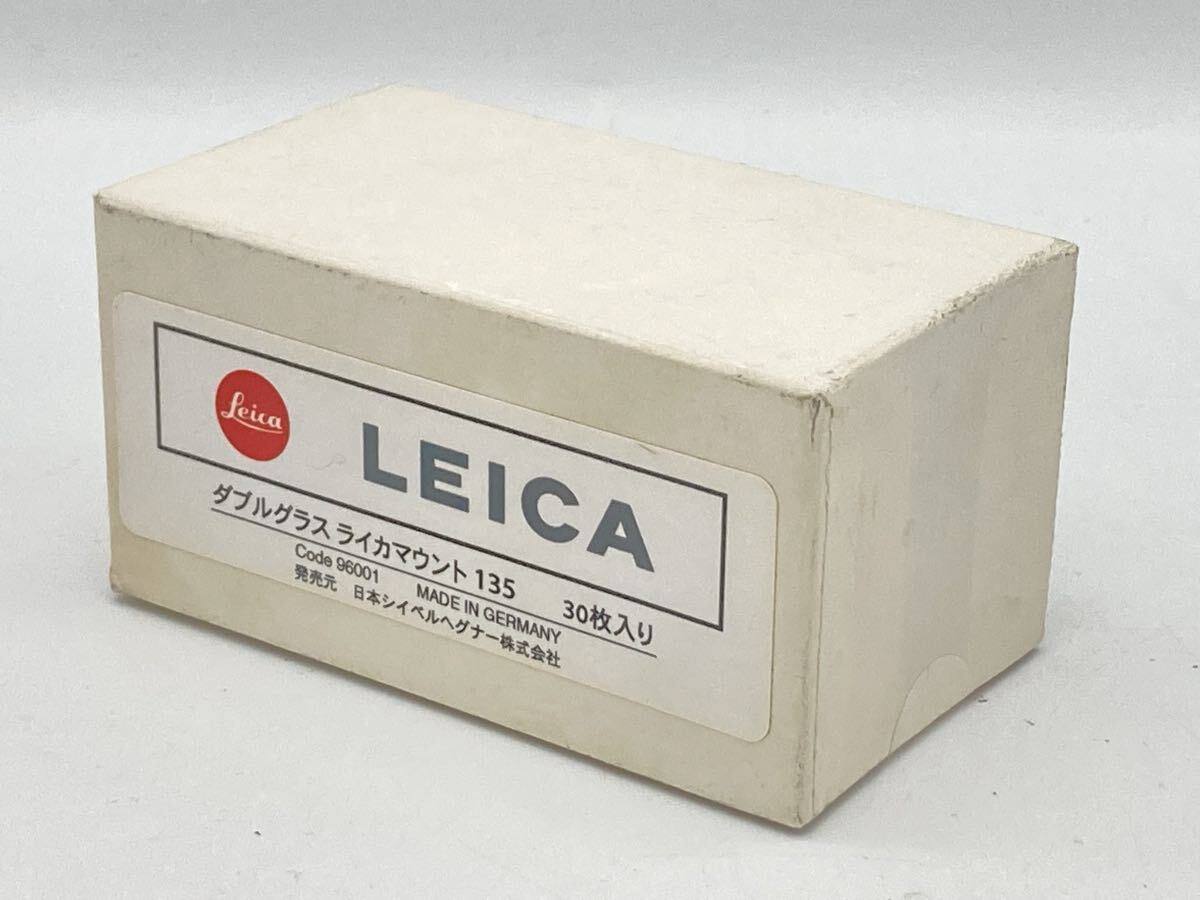 Leica
LEICA
ダブルグラス ライカマウント 135 30枚入り
Code 96001 MADE IN GERMANY
発売元 日本シイベルヘグナー株式会社